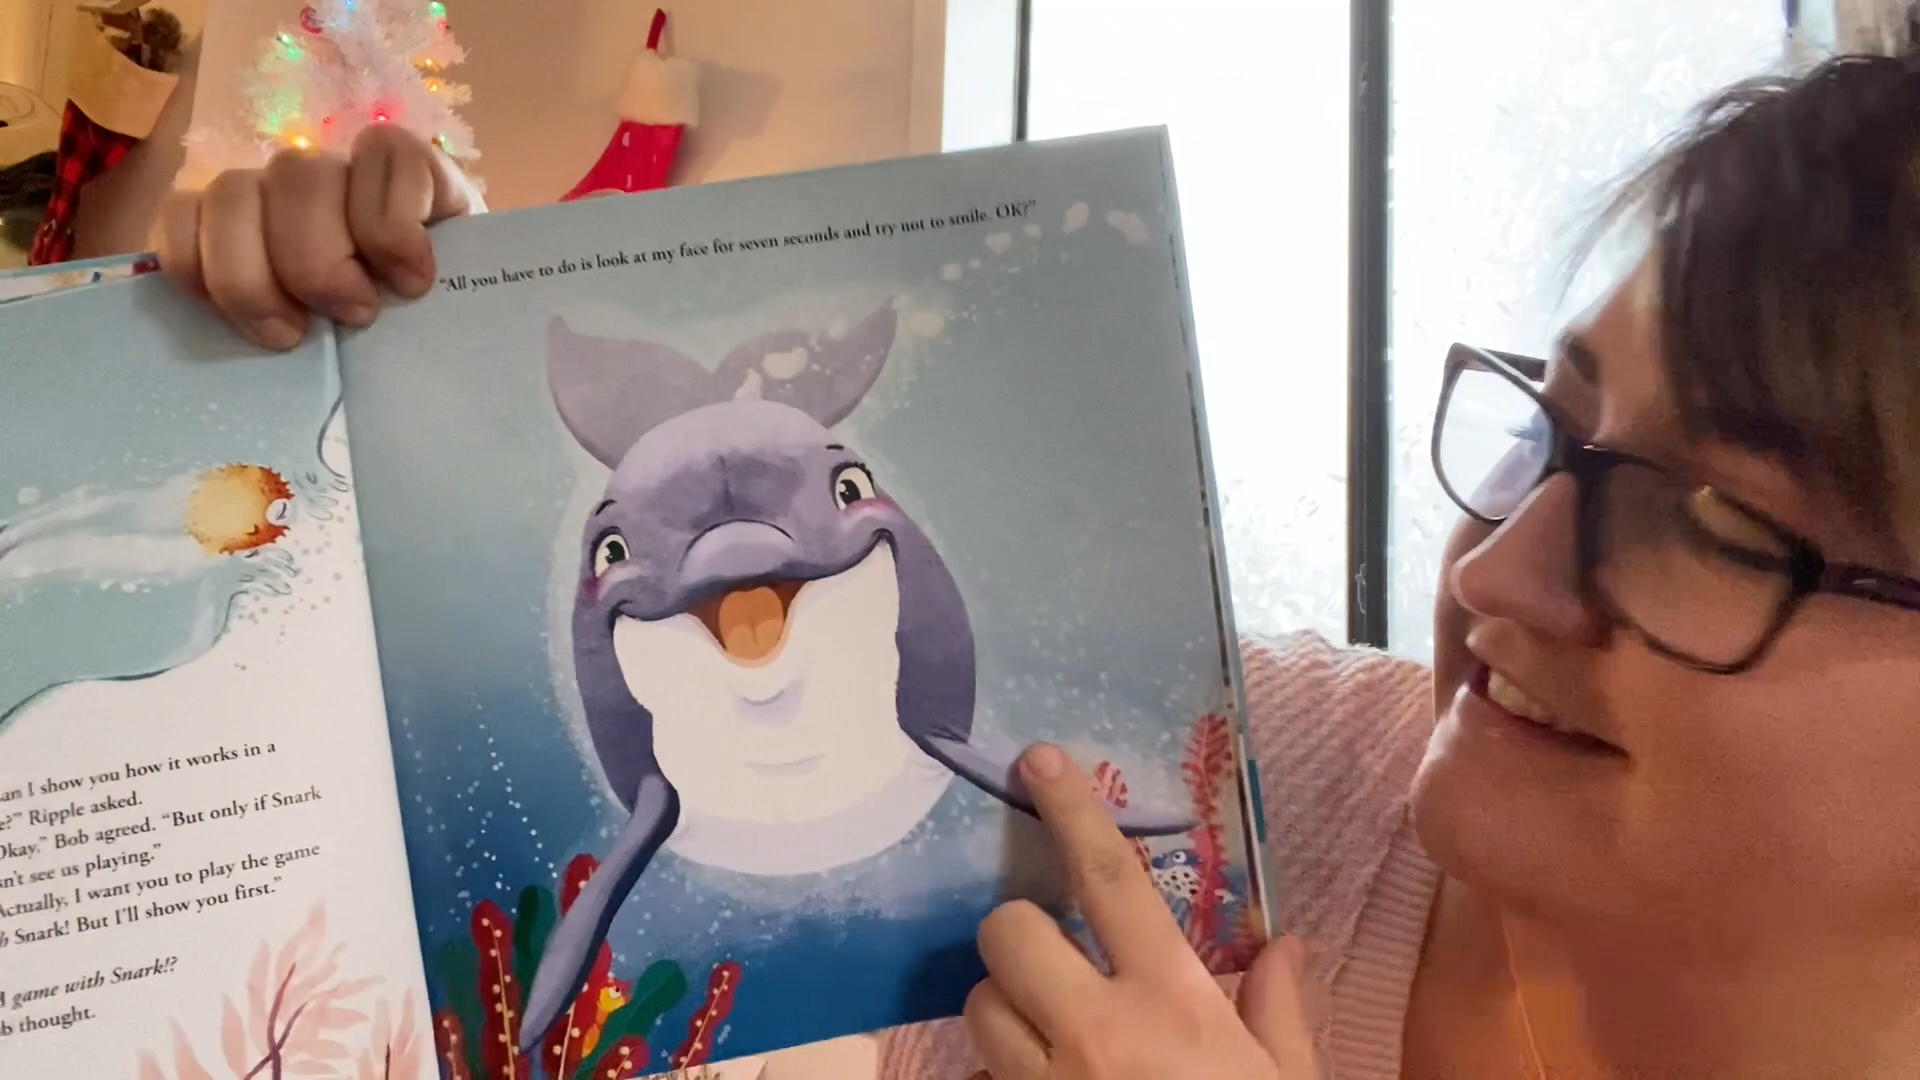 an I show you how it works in a
e?" Ripple asked.
Okay," Bob agreed. "But only if Snark
sn't see us playing."
Actually, I want you to play the game
h Snark! But I'll show you first."
game with Snark!?
b thought.
"All you have to do is look at my face for seven seconds and try not to smile. OK?"